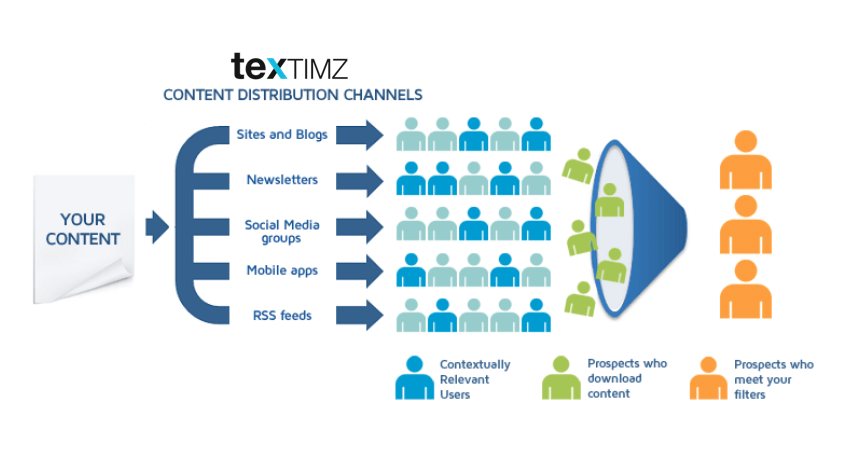 texTIMZ
CONTENT DISTRIBUTION CHANNELS
YOUR
CONTENT
Sites and Blogs
Newsletters
Social Media
groups
Mobile apps
RSS feeds
Contextually
Relevant
Users
Prospects who
download
content
Prospects who
meet your
filters